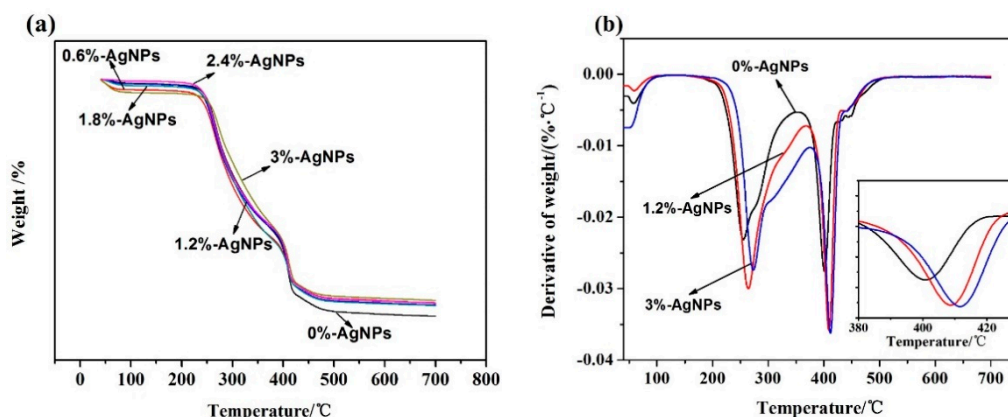 (a)
0.6%-AgNPs
2.4%-AgNPs
1.8%-AgNPs
3%-AgNPs
1.2%-AgNPs
0%-AgNPs
Weight /%
0 100 200 300 400 500 600 700 800
Temperature/℃
(b)
0.00
-0.01
-0.02
-0.03
-0.04
Derivative of weight/(%·℃⁻¹)
0%-AgNPs
1.2%-AgNPs
3%-AgNPs
380 400 420
Temperature/℃
100 200 300 400 500 600 700
Temperature/℃